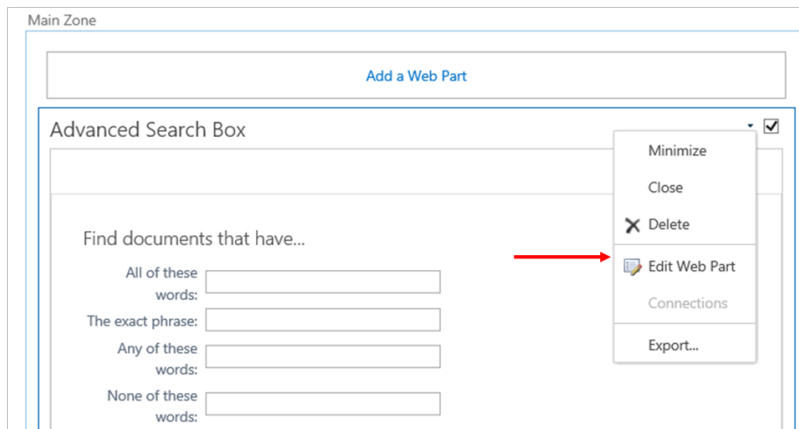 Main Zone
Add a Web Part
Advanced Search Box
Minimize
Close
Delete
Edit Web Part
Connections
Export...
Find documents that have...
All of these
words:
The exact phrase:
Any of these
words:
None of these
words: